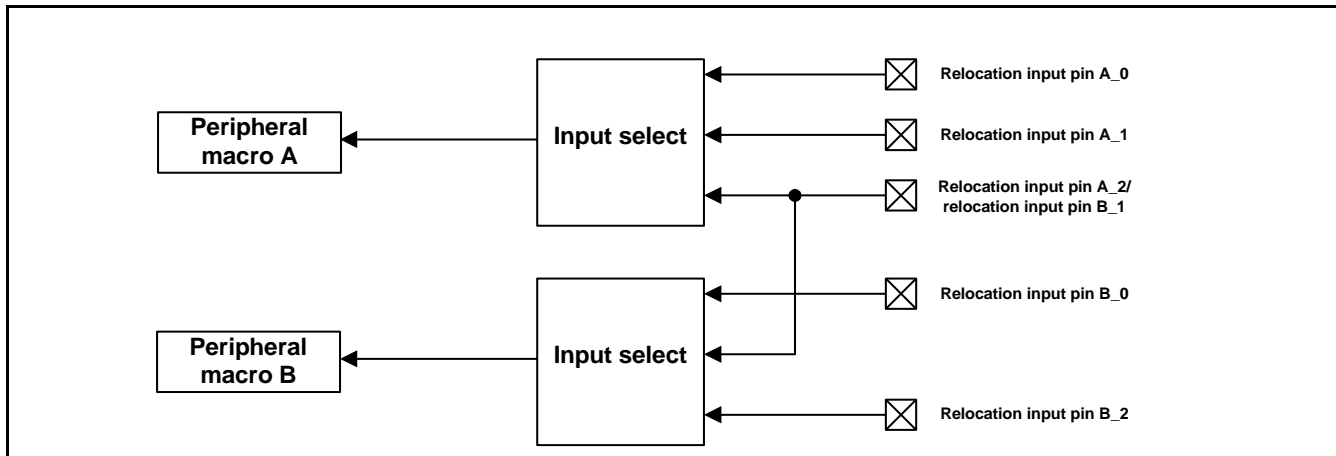 Relocation input pin A_0
Peripheral
macro A
Input select
Relocation input pin A_1
Relocation input pin A_2/
relocation input pin B_1
Relocation input pin B_0
Peripheral
macro B
Input select
Relocation input pin B_2